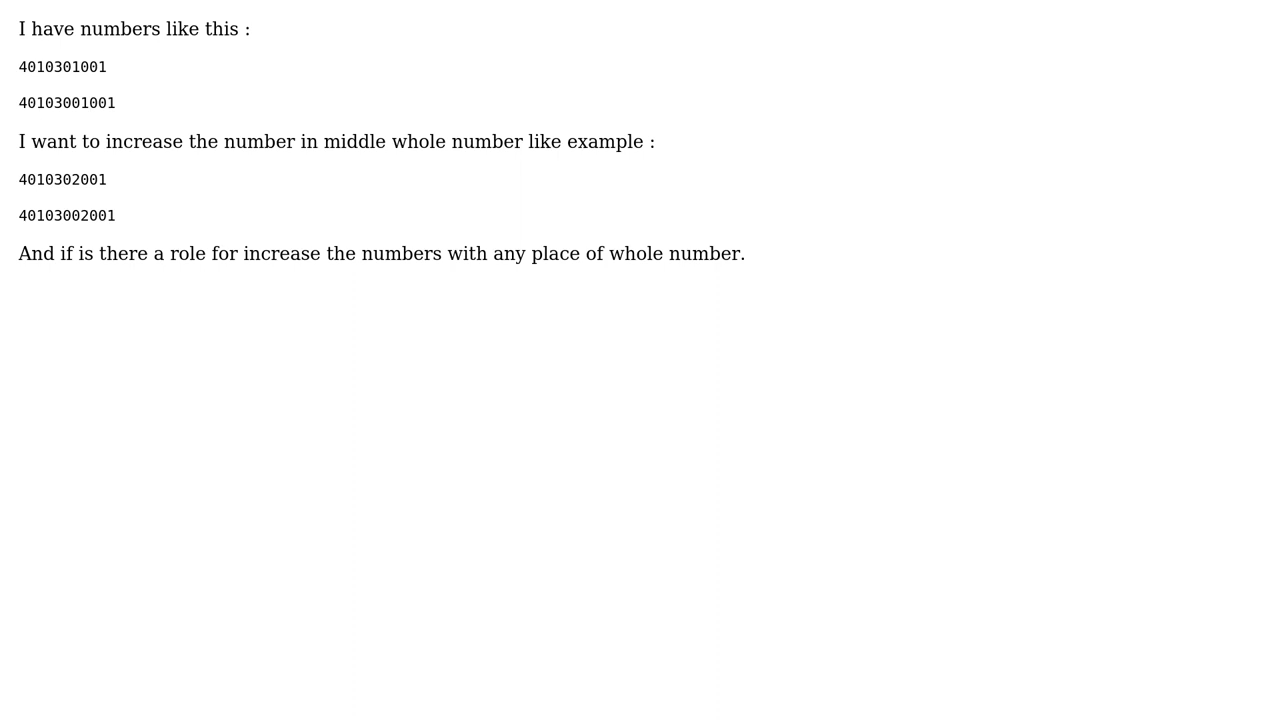 I have numbers like this :
4010301001
40103001001
I want to increase the number in middle whole number like example :
4010302001
40103002001
And if is there a role for increase the numbers with any place of whole number.